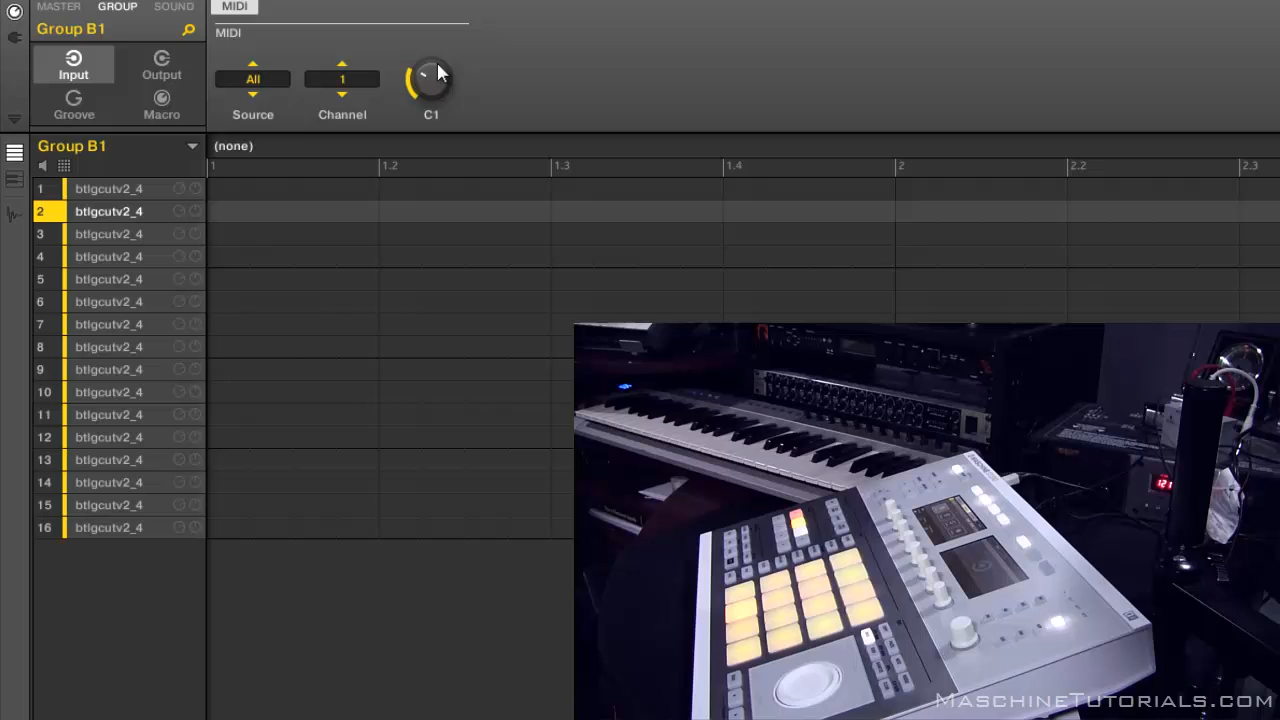 MASTER GROUP SOUND
MIDI
Group B1
MIDI
Input
Output
All
1
Groove
Macro
Source
Channel
C1
Group B1
(none)
1
1.2
1.3
1.4
2
2.2
2.3
1 btlgcutv2_4
2 btlgcutv2_4
3 btlgcutv2_4
4 btlgcutv2_4
5 btlgcutv2_4
6 btlgcutv2_4
7 btlgcutv2_4
8 btlgcutv2_4
9 btlgcutv2_4
10 btlgcutv2_4
11 btlgcutv2_4
12 btlgcutv2_4
13 btlgcutv2_4
14 btlgcutv2_4
15 btlgcutv2_4
16 btlgcutv2_4
MaschineTutorials.com